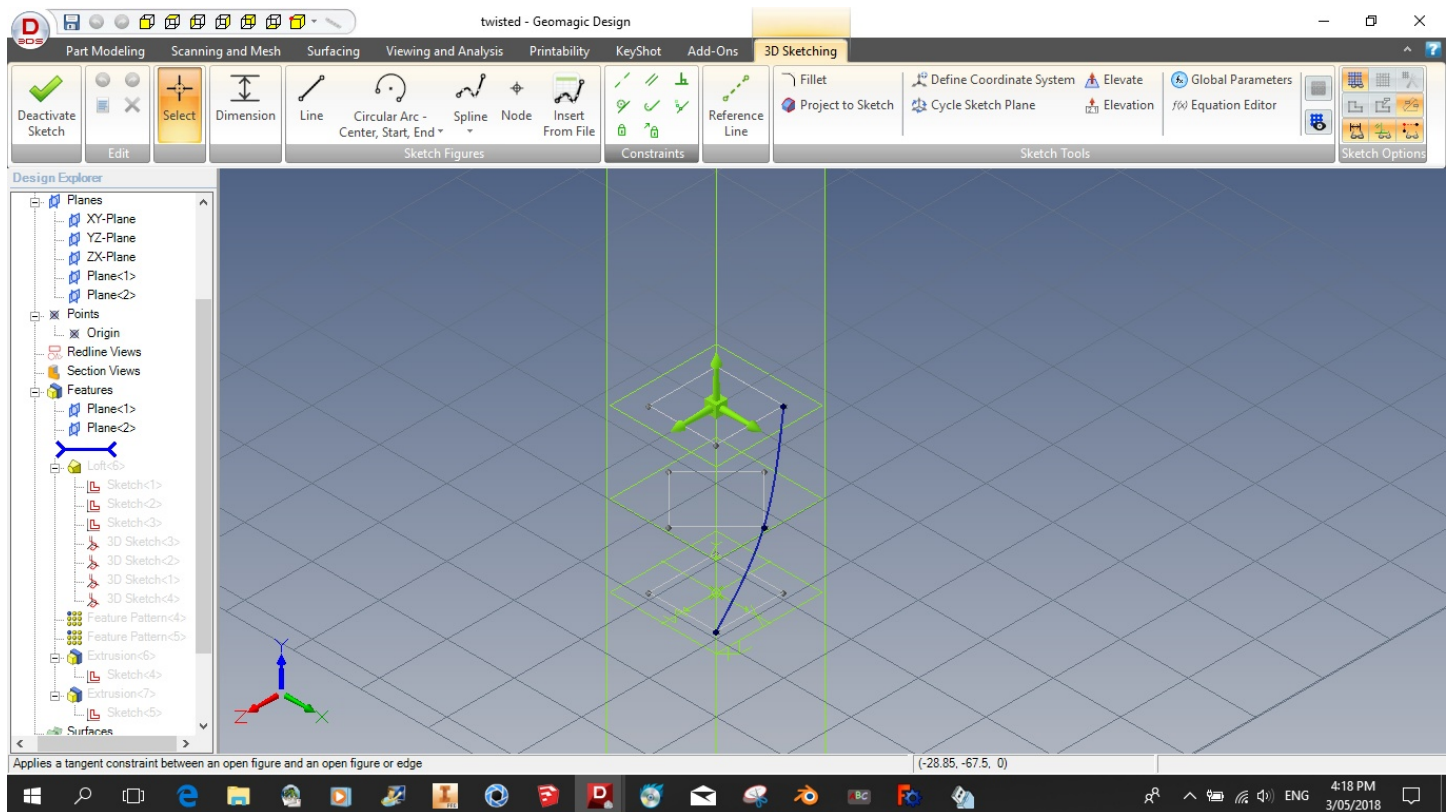 twisted - Geomagic Design
D
3DS
Part Modeling Scanning and Mesh Surfacing Viewing and Analysis Printability KeyShot Add-Ons 3D Sketching
Deactivate Sketch
Edit
Select
Dimension
Line
Circular Arc - Center, Start, End
Spline
Node
Insert From File
Sketch Figures
Constraints
Reference Line
Fillet
Project to Sketch
Define Coordinate System
Cycle Sketch Plane
Elevate
Elevation
Global Parameters
f(x) Equation Editor
Sketch Tools
Sketch Options
Design Explorer
Planes
XY-Plane
YZ-Plane
ZX-Plane
Plane<1>
Plane<2>
Points
Origin
Redline Views
Section Views
Features
Plane<1>
Plane<2>
Loft<6>
Sketch<1>
Sketch<2>
Sketch<3>
3D Sketch<3>
3D Sketch<2>
3D Sketch<1>
3D Sketch<4>
Feature Pattern<4>
Feature Pattern<5>
Extrusion<6>
Sketch<4>
Extrusion<7>
Sketch<5>
Surfaces
Y
Z
X
Applies a tangent constraint between an open figure and an open figure or edge
(-28.85, -67.5, 0)
ABC
ENG
4:18 PM
3/05/2018